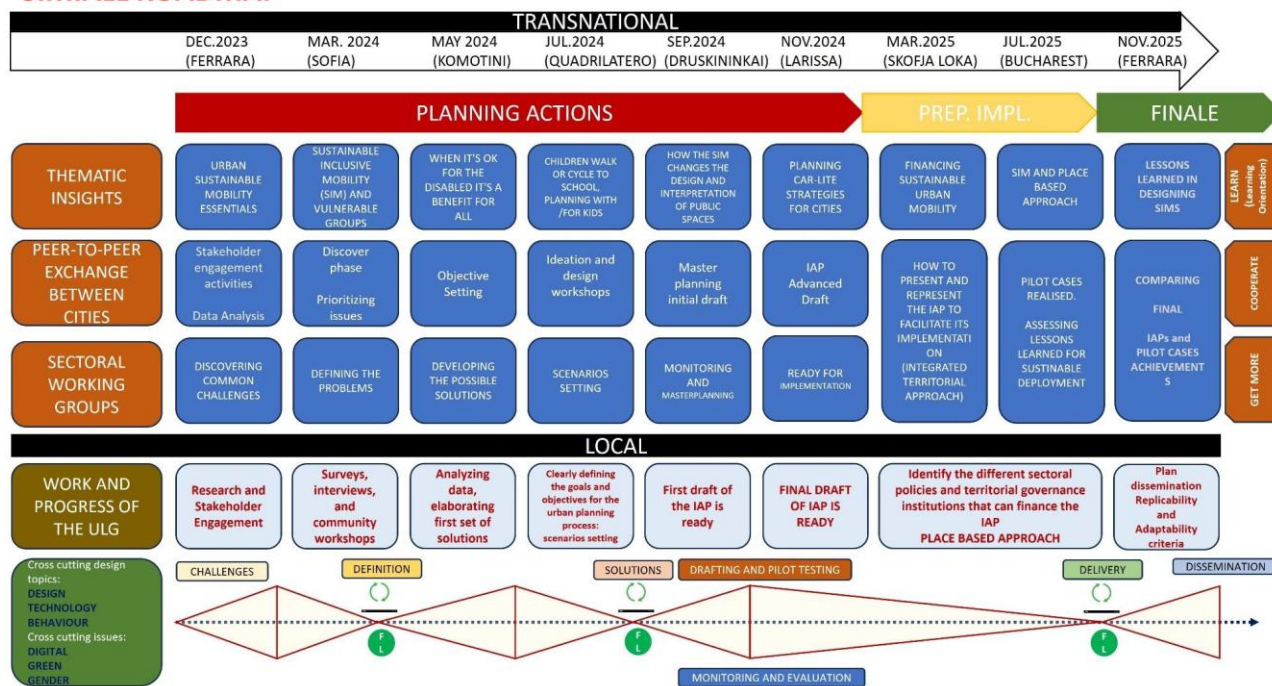 TRANSNATIONAL
DEC.2023
(FERRARA)
MAR. 2024
(SOFIA)
MAY 2024
(KOMOTINI)
JUL.2024
(QUADRILATERO)
SEP.2024
(DRUSKININKAI)
NOV.2024
(LARISSA)
MAR.2025
(SKOFJA LOKA)
JUL.2025
(BUCHAREST)
NOV.2025
(FERRARA)
PLANNING ACTIONS
PREP. IMPL.
FINALE
THEMATIC
INSIGHTS
URBAN
SUSTAINABLE
MOBILITY
ESSENTIALS
SUSTAINABLE
INCLUSIVE
MOBILITY
(SIM) AND
VULNERABLE
GROUPS
WHEN IT'S OK
FOR THE
DISABLED IT'S A
BENEFIT FOR
ALL
CHILDREN WALK
OR CYCLE TO
SCHOOL,
PLANNING WITH
/FOR KIDS
HOW THE SIM
CHANGES THE
DESIGN AND
INTERPRETATION
OF PUBLIC
SPACES
PLANNING
CAR-LITE
STRATEGIES
FOR CITIES
FINANCING
SUSTAINABLE
URBAN
MOBILITY
SIM AND PLACE
BASED
APPROACH
LESSONS
LEARNED IN
DESIGNING
SIMS
LEARN
(Learning
Orientation)
PEER-TO-PEER
EXCHANGE
BETWEEN
CITIES
Stakeholder
engagement
activities
Data Analysis
Discover
phase
Prioritizing
issues
Objective
Setting
Ideation and
design
workshops
Master
planning
initial draft
IAP
Advanced
Draft
HOW TO
PRESENT AND
REPRESENT
THE IAP TO
FACILITATE ITS
IMPLEMENTATI
ON
(INTEGRATED
TERRITORIAL
APPROACH)
PILOT CASES
REALISED.
ASSESSING
LESSONS
LEARNED FOR
SUSTINABLE
DEPLOYMENT
COMPARING
FINAL
IAPs and
PILOT CASES
ACHIEVEMENT
S
COOPERATE
SECTORAL
WORKING
GROUPS
DISCOVERING
COMMON
CHALLENGES
DEFINING THE
PROBLEMS
DEVELOPING
THE POSSIBLE
SOLUTIONS
SCENARIOS
SETTING
MONITORING
AND
MASTERPLANNING
READY FOR
IMPLEMENTATION
GET MORE
LOCAL
WORK AND
PROGRESS OF
THE ULG
Research and
Stakeholder
Engagement
Surveys,
interviews,
and
community
workshops
Analyzing
data,
elaborating
first set of
solutions
Clearly defining
the goals and
objectives for the
urban planning
process:
scenarios setting
First draft of
the IAP is
ready
FINAL DRAFT
OF IAP IS
READY
Identify the different sectoral
policies and territorial governance
institutions that can finance the
IAP
PLACE BASED APPROACH
Plan
dissemination
Replicability
and
Adaptability
criteria
Cross cutting design
topics:
DESIGN
TECHNOLOGY
BEHAVIOUR
Cross cutting issues:
DIGITAL
GREEN
GENDER
CHALLENGES
DEFINITION
SOLUTIONS
DRAFTING AND PILOT TESTING
DELIVERY
DISSEMINATION
F
L
F
L
F
L
MONITORING AND EVALUATION